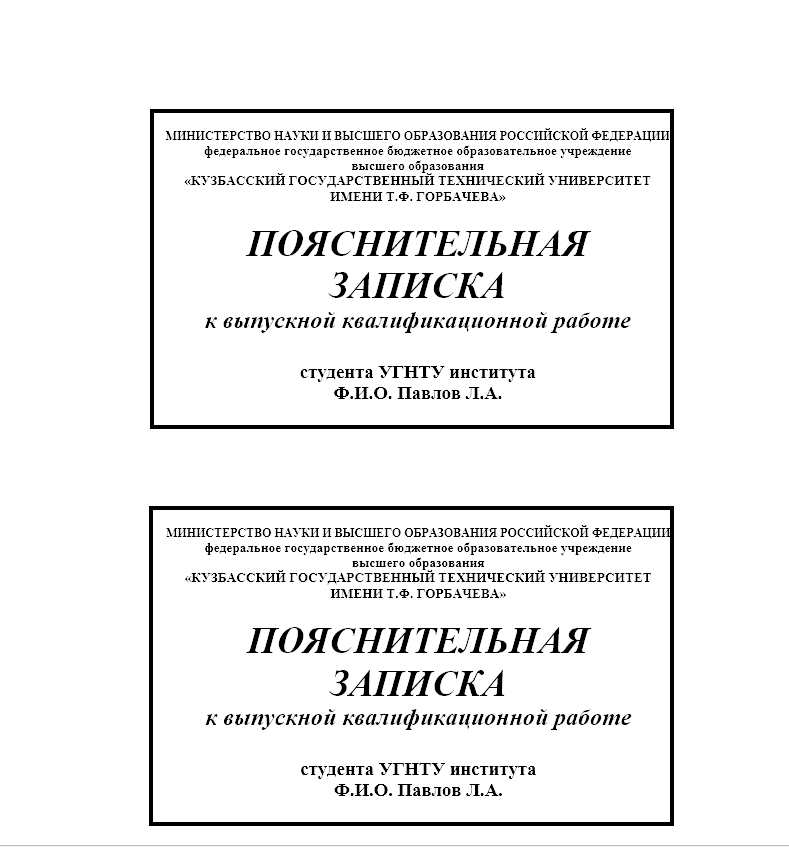 МИНИСТЕРСТВО НАУКИ И ВЫСШЕГО ОБРАЗОВАНИЯ РОССИЙСКОЙ ФЕДЕРАЦИИ
федеральное государственное бюджетное образовательное учреждение
высшего образования
«КУЗБАССКИЙ ГОСУДАРСТВЕННЫЙ ТЕХНИЧЕСКИЙ УНИВЕРСИТЕТ
ИМЕНИ Т.Ф. ГОРБАЧЕВА»
ПОЯСНИТЕЛЬНАЯ
ЗАПИСКА
к выпускной квалификационной работе
студента УГНТУ института
Ф.И.О. Павлов Л.А.
МИНИСТЕРСТВО НАУКИ И ВЫСШЕГО ОБРАЗОВАНИЯ РОССИЙСКОЙ ФЕДЕРАЦИИ
федеральное государственное бюджетное образовательное учреждение
высшего образования
«КУЗБАССКИЙ ГОСУДАРСТВЕННЫЙ ТЕХНИЧЕСКИЙ УНИВЕРСИТЕТ
ИМЕНИ Т.Ф. ГОРБАЧЕВА»
ПОЯСНИТЕЛЬНАЯ
ЗАПИСКА
к выпускной квалификационной работе
студента УГНТУ института
Ф.И.О. Павлов Л.А.